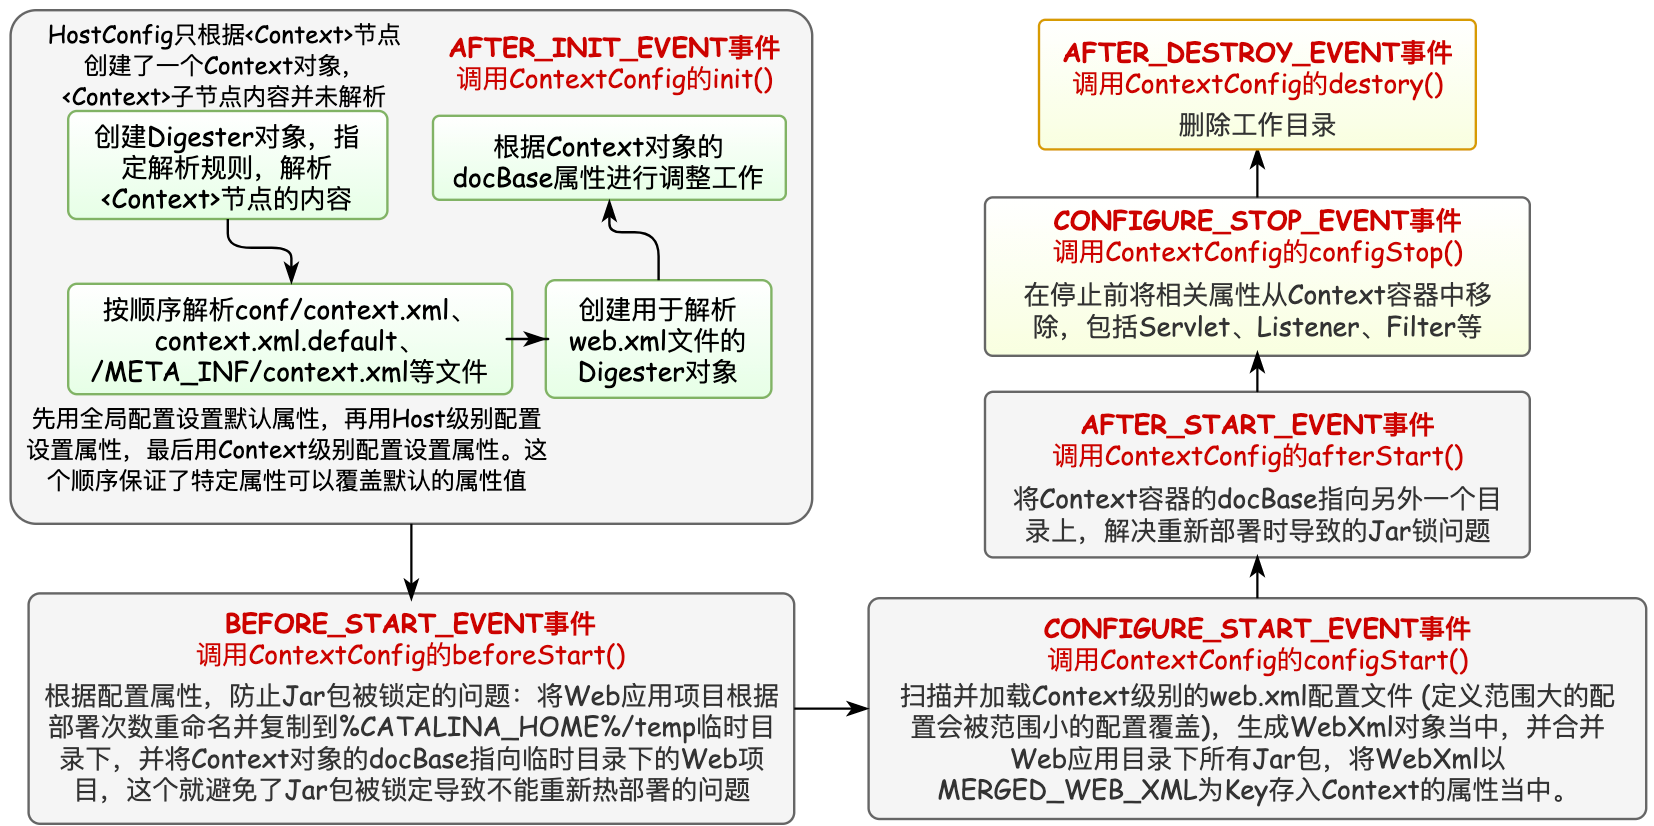 HostConfig只根据<Context>节点
创建了一个Context对象，
<Context>子节点内容并未解析
AFTER_INIT_EVENT事件
调用ContextConfig的init()
创建Digester对象，指
定解析规则，解析
<Context>节点的内容
根据Context对象的
docBase属性进行调整工作
按顺序解析conf/context.xml、
context.xml.default、
/META_INF/context.xml等文件
创建用于解析
web.xml文件的
Digester对象
先用全局配置设置默认属性，再用Host级别配置
设置属性，最后用Context级别配置设置属性。这
个顺序保证了特定属性可以覆盖默认的属性值
BEFORE_START_EVENT事件
调用ContextConfig的beforeStart()
根据配置属性，防止Jar包被锁定的问题：将Web应用项目根据
部署次数重命名并复制到%CATALINA_HOME%/temp临时目
录下，并将Context对象的docBase指向临时目录下的Web项
目，这个就避免了Jar包被锁定导致不能重新热部署的问题
CONFIGURE_START_EVENT事件
调用ContextConfig的configStart()
扫描并加载Context级别的web.xml配置文件 (定义范围大的配
置会被范围小的配置覆盖)，生成WebXml对象当中，并合并
Web应用目录下所有Jar包，将WebXml以
MERGED_WEB_XML为Key存入Context的属性当中。
AFTER_START_EVENT事件
调用ContextConfig的afterStart()
将Context容器的docBase指向另外一个目
录上，解决重新部署时导致的Jar锁问题
CONFIGURE_STOP_EVENT事件
调用ContextConfig的configStop()
在停止前将相关属性从Context容器中移
除，包括Servlet、Listener、Filter等
AFTER_DESTROY_EVENT事件
调用ContextConfig的destory()
删除工作目录